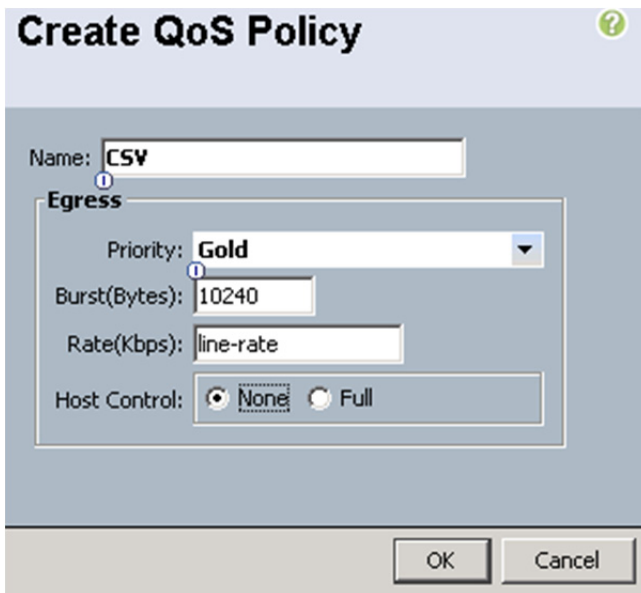 Create QoS Policy
Name: CSV
Egress
Priority: Gold
Burst(Bytes): 10240
Rate(Kbps): line-rate
Host Control: None Full
OK Cancel